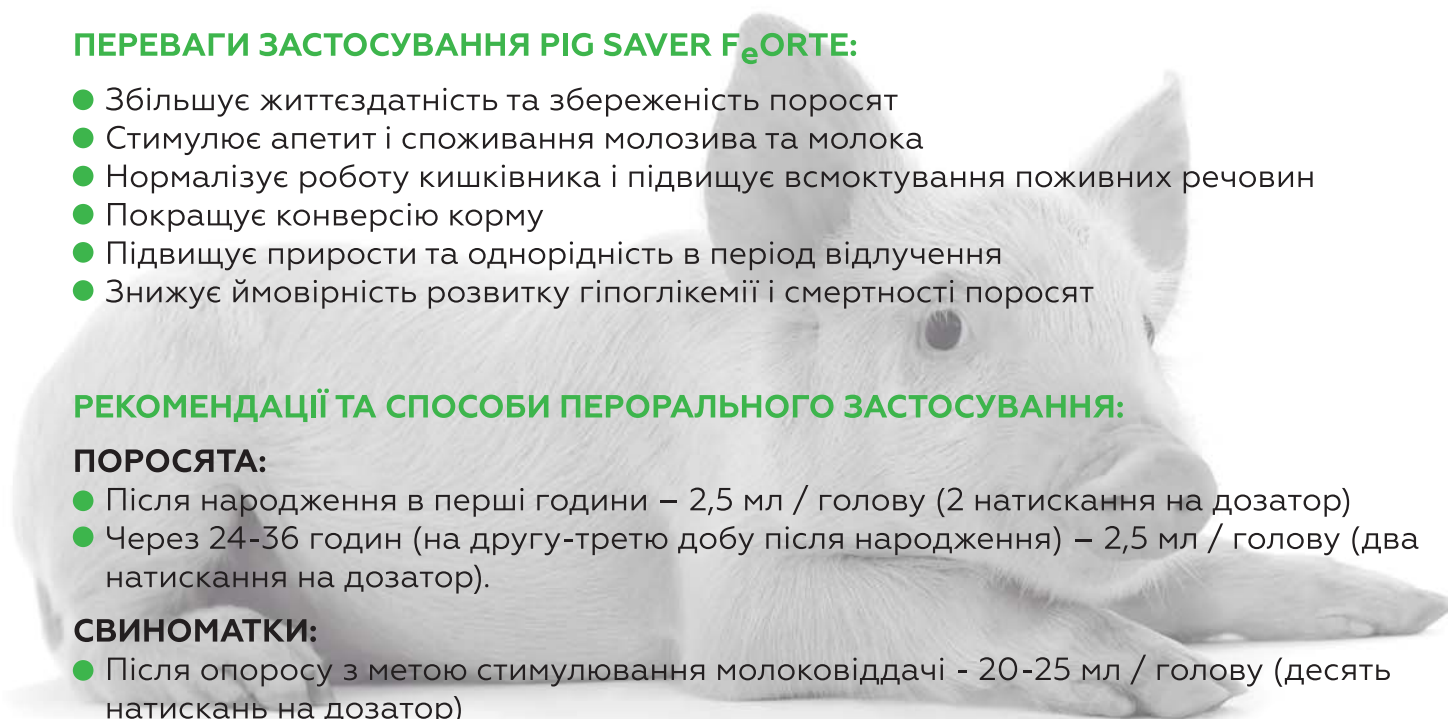 ПЕРЕВАГИ ЗАСТОСУВАННЯ PIG SAVER FeORTE:
● Збільшує життєздатність та збереженість поросят
● Стимулює апетит і споживання молозива та молока
● Нормалізує роботу кишківника і підвищує всмоктування поживних речовин
● Покращує конверсію корму
● Підвищує прирости та однорідність в період відлучення
● Знижує ймовірність розвитку гіпоглікемії і смертності поросят
РЕКОМЕНДАЦІЇ ТА СПОСОБИ ПЕРОРАЛЬНОГО ЗАСТОСУВАННЯ:
ПОРОСЯТА:
● Після народження в перші години – 2,5 мл / голову (2 натискання на дозатор)
● Через 24-36 годин (на другу-третю добу після народження) – 2,5 мл / голову (два
натискання на дозатор).
СВИНОМАТКИ:
● Після опоросу з метою стимулювання молоковіддачі - 20-25 мл / голову (десять
натискань на дозатор)